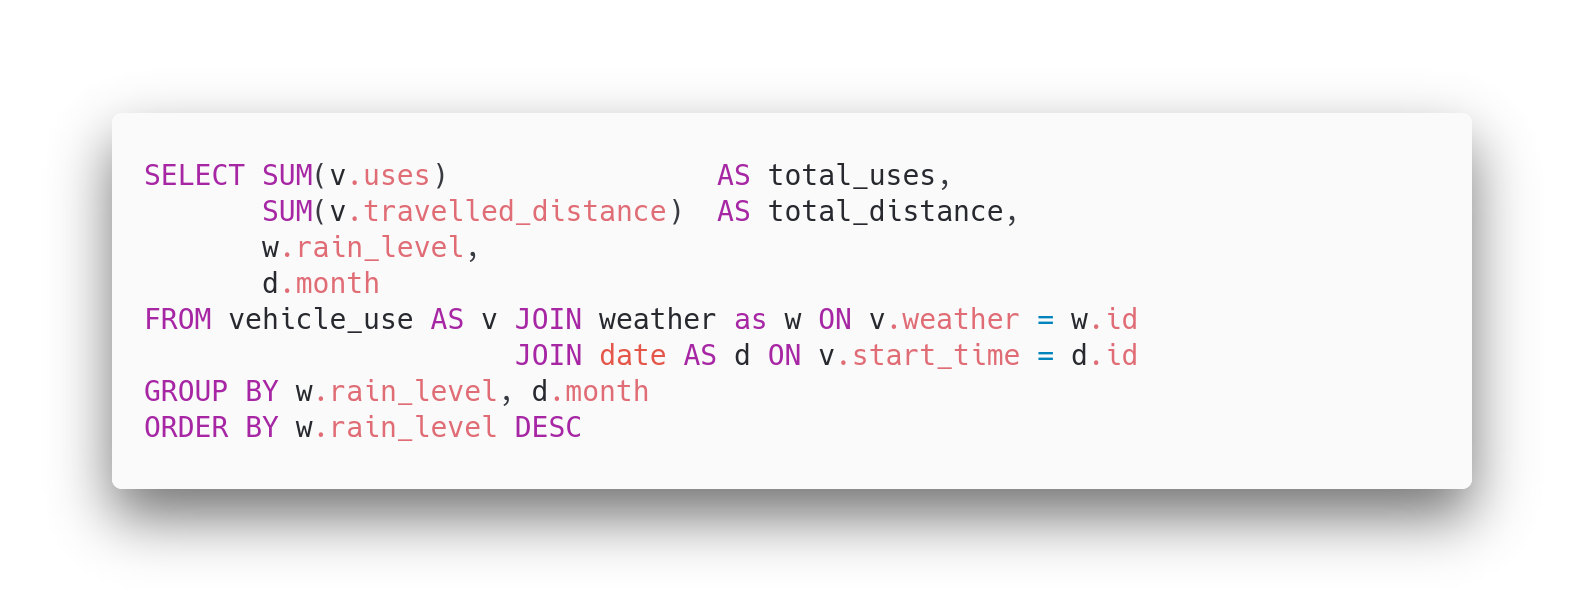 SELECT SUM(v.uses)                AS total_uses,
       SUM(v.travelled_distance)  AS total_distance,
       w.rain_level,
       d.month
FROM vehicle_use AS v JOIN weather as w ON v.weather = w.id
                      JOIN date AS d ON v.start_time = d.id
GROUP BY w.rain_level, d.month
ORDER BY w.rain_level DESC